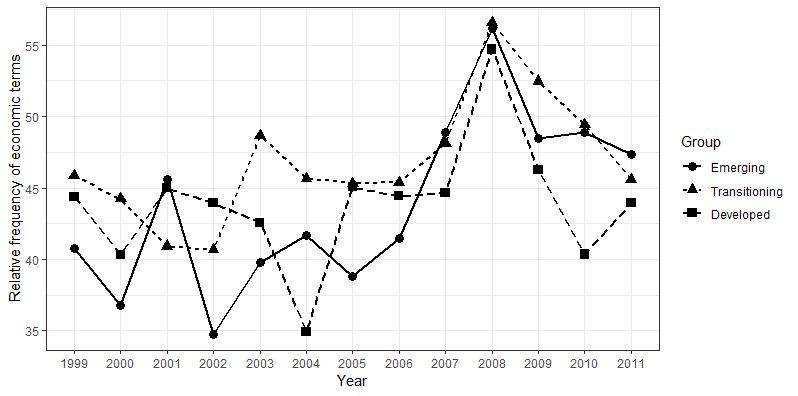 Relative frequency of economic terms
55
50
45
40
35
1999 2000 2001 2002 2003 2004 2005 2006 2007 2008 2009 2010 2011
Year
Group
Emerging
Transitioning
Developed